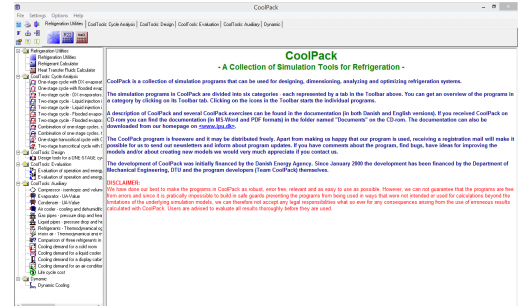 CoolPack
File Settings Options Help
Refrigeration Utilities CoolTools: Cycle Analysis CoolTools: Design CoolTools: Evaluation CoolTools: Auxiliary Dynamic
Refrigeration Utilities
Refrigeration Utilities
Refrigerant Calculator
Heat Transfer Fluids Calculator
CoolTools: Cycle Analysis
One-stage cycle with DX evaporator
One-stage cycle with flooded evap
Two-stage cycle - Liquid injection i
Two-stage cycle - Liquid injection i
Two-stage cycle - Flooded evapo
Two-stage cycle - Flooded evapo
Combination of one-stage cycles, s
Combination of one-stage cycles, t
Two-stage transcritical cycle with C
Two-stage transcritical cycle with C
CoolTools: Design
Design tools for a ONE STAGE cy
CoolTools: Evaluation
Evaluation of operation and energy
Evaluation of operation and energy
CoolTools: Auxiliary
Compressor - isentropic and volum
Evaporator - UA-Value
Condenser - UA-Value
Air cooler - cooling and dehumidific
Gas pipes - pressure drop and hea
Liquid pipes - pressure drop and he
Refrigerants - Thermodynamical pr
Moist air - Thermodynamical and t
Comparison of three refrigerants in
Cooling demand for a cold room
Cooling demand for a liquid cooler
Cooling demand for a display cabin
Cooling demand for an air condition
Life cycle cost
Dynamic
Dynamic Cooling
CoolPack
- A Collection of Simulation Tools for Refrigeration -
CoolPack is a collection of simulation programs that can be used for designing, dimensioning, analyzing and optimizing refrigeration systems.
The simulation programs in CoolPack are divided into six categories - each represented by a tab in the Toolbar above. You can get an overview of the programs in
a category by clicking on its Toolbar tab. Clicking on the icons in the Toolbar starts the individual programs.
A description of CoolPack and several CoolPack exercises can be found in the documentation (in both Danish and English versions). If you received CoolPack on
CD-rom you can find the documentation (in MS-Word and PDF formats) in the folder named "Documents" on the CD-rom. The documentation can also be
downloaded from our homepage on <www.ipu.dk>.
The CoolPack program is freeware and it may be distributed freely. Apart from making us happy that our program is used, receiving a registration mail will make it
possible for us to send out newsletters and inform about program updates. If you have comments about the program, find bugs, have ideas for improving the
models and/or about creating new models we would very much appreciate if you contact us.
The development of CoolPack was initially financed by the Danish Energy Agency. Since January 2000 the development has been financed by the Department of
Mechanical Engineering, DTU and the program developers (Team CoolPack) themselves.
DISCLAIMER:
We have done our best to make the programs in CoolPack as robust, error free, relevant and as easy to use as possible. However, we can not guarantee that the programs are free
from errors and since it is practically impossible to build in safe guards preventing the programs from being used in ways that were not intended or used for calculations beyond the
limitations of the underlying simulation models, we can therefore not accept any legal responsibilities what so ever for any consequences arising from the use of erroneous results
calculated with CoolPack. Users are advised to evaluate all results thoroughly before they are used.